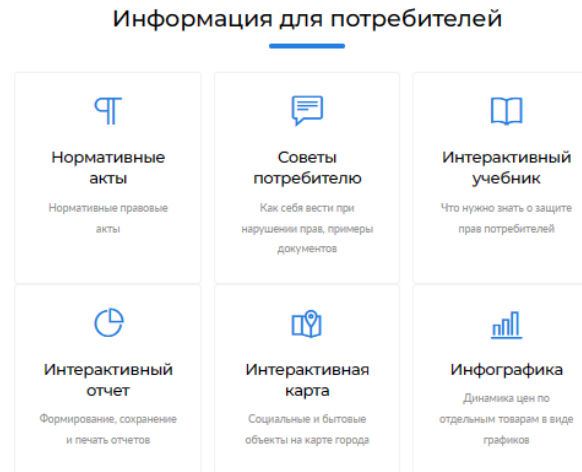 Информация для потребителей
Нормативные
акты
Нормативные правовые
акты
Советы
потребителю
Как себя вести при
нарушении прав, примеры
документов
Интерактивный
учебник
Что нужно знать о защите
прав потребителей
Интерактивный
отчет
Формирование, сохранение
и печать отчетов
Интерактивная
карта
Социальные и бытовые
объекты на карте города
Инфографика
Динамика цен по
отдельным товарам в виде
графиков